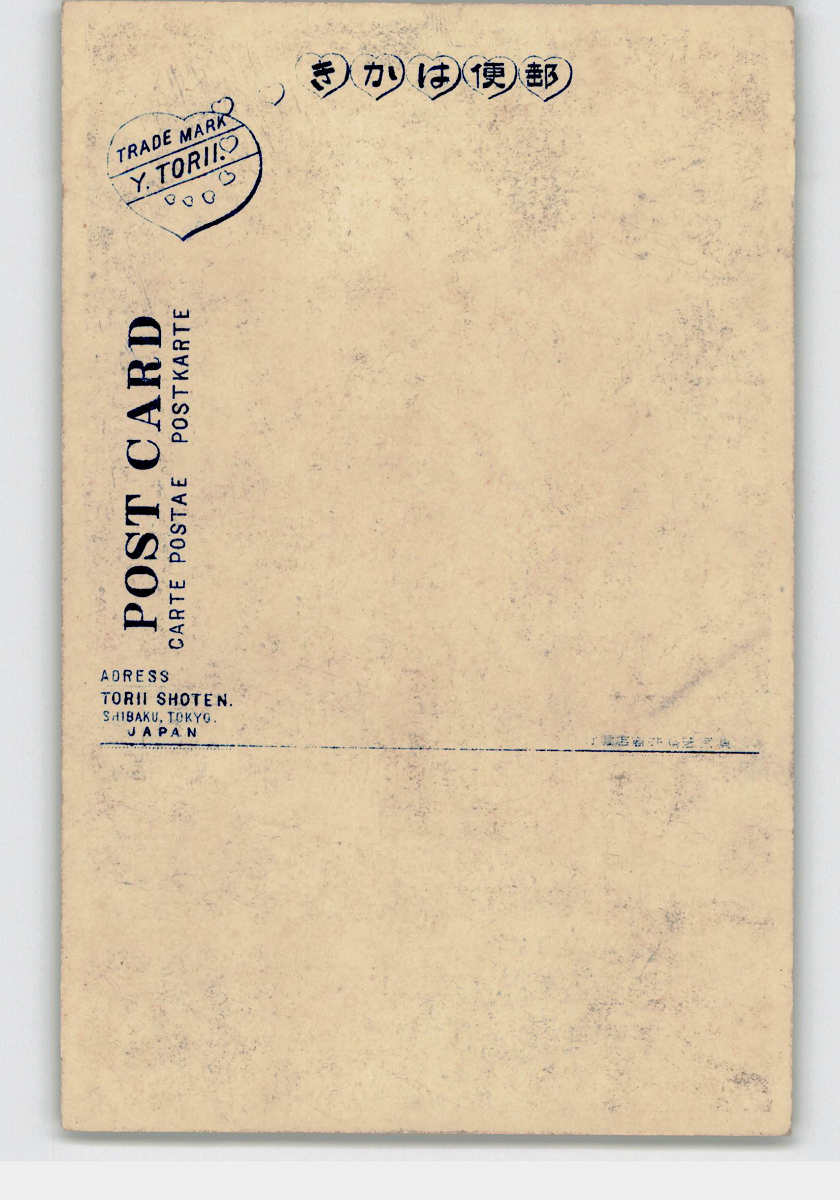 きかは便郵
TRADE MARK
Y. TORII.
POST CARD
CARTE POSTAE POSTKARTE
ADRESS
TORII SHOTEN.
SHIBAKU, TOKYO.
JAPAN